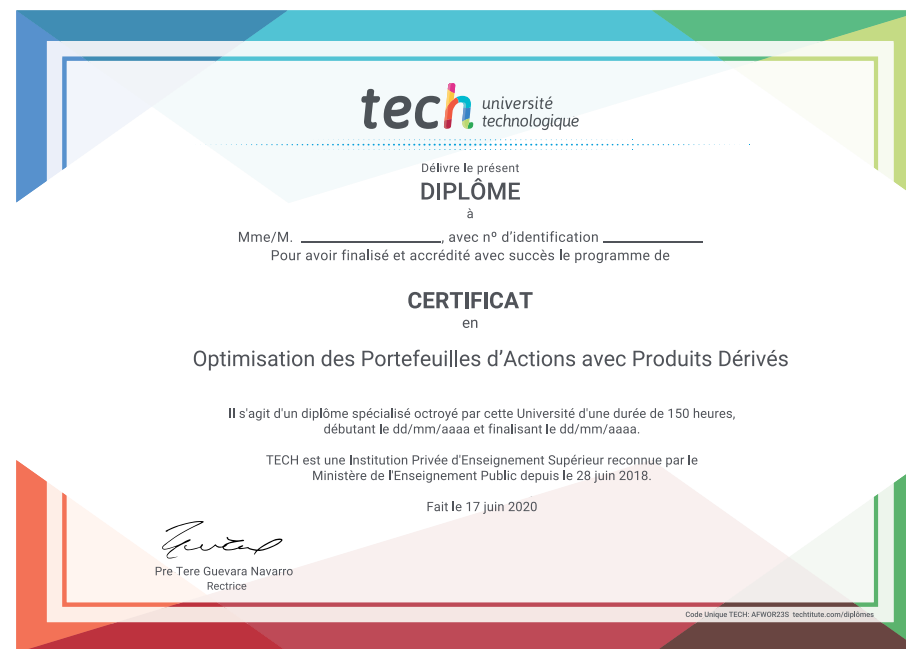 tech université
technologique
Délivre le présent
DIPLÔME
à
Mme/M. ____________________, avec nº d'identification ______________
Pour avoir finalisé et accrédité avec succès le programme de
CERTIFICAT
en
Optimisation des Portefeuilles d'Actions avec Produits Dérivés
Il s'agit d'un diplôme spécialisé octroyé par cette Université d'une durée de 150 heures,
débutant le dd/mm/aaaa et finalisant le dd/mm/aaaa.
TECH est une Institution Privée d'Enseignement Supérieur reconnue par le
Ministère de l'Enseignement Public depuis le 28 juin 2018.
Fait le 17 juin 2020
Pre Tere Guevara Navarro
Rectrice
Code Unique TECH: AFWOR23S techtitute.com/diplômes